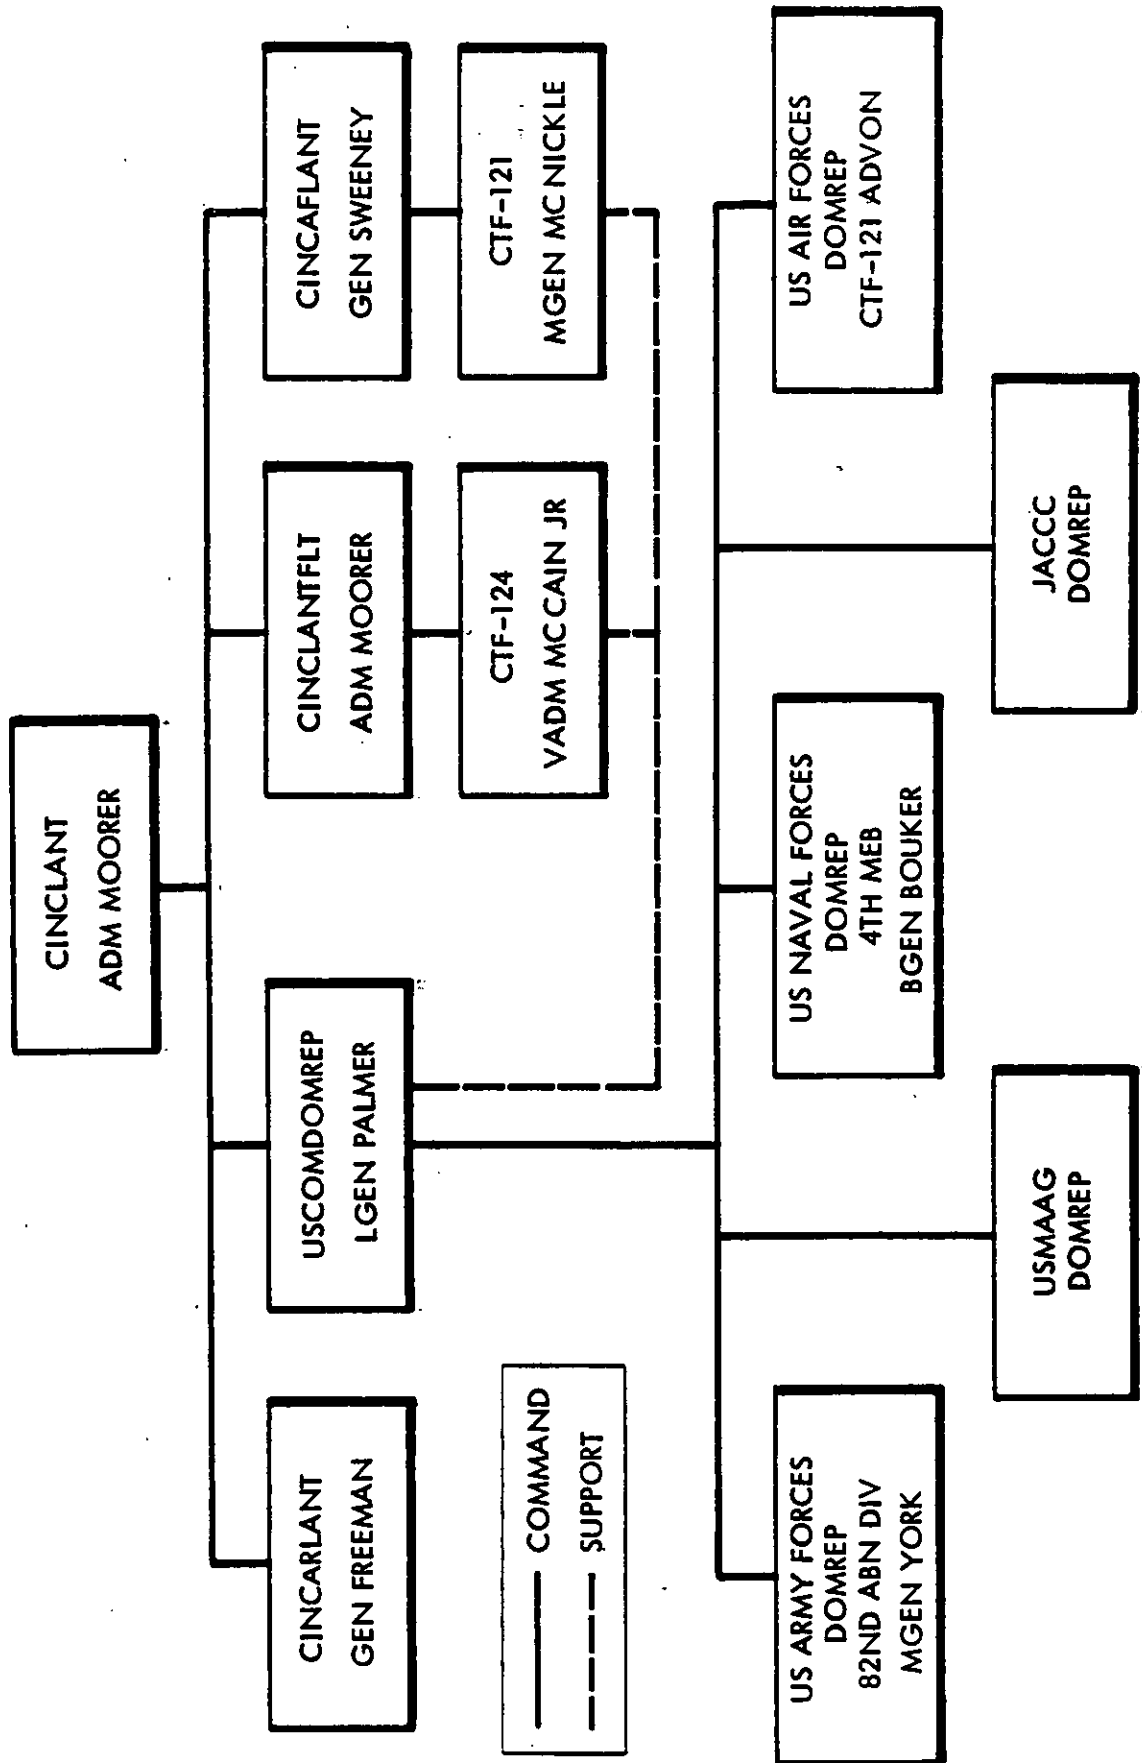 CINCLANT
ADM MOORER
CINCARLANT
GEN FREEMAN
USCOMDOMREP
LGEN PALMER
CINCLANTFLT
ADM MOORER
CINCAFLANT
GEN SWEENEY
CTF-124
VADM MC CAIN JR
CTF-121
MGEN MC NICKLE
COMMAND
SUPPORT
US ARMY FORCES
DOMREP
82ND ABN DIV
MGEN YORK
US NAVAL FORCES
DOMREP
4TH MEB
BGEN BOUKER
US AIR FORCES
DOMREP
CTF-121 ADVON
USMAAG
DOMREP
JACCC
DOMREP